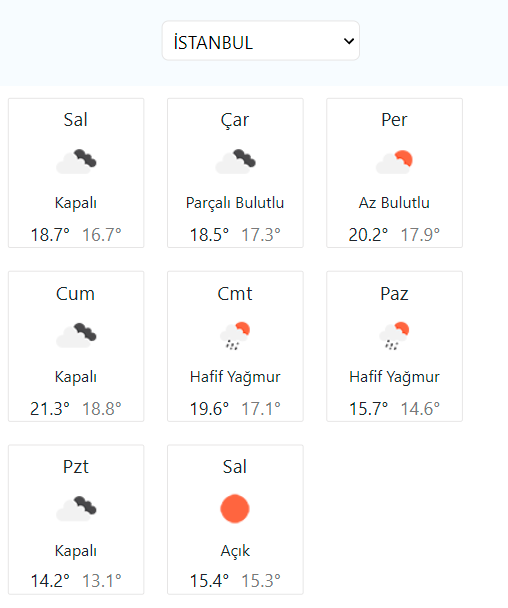 İSTANBUL
Sal
Kapalı
18.7° 16.7°
Çar
Parçalı Bulutlu
18.5° 17.3°
Per
Az Bulutlu
20.2° 17.9°
Cum
Kapalı
21.3° 18.8°
Cmt
Hafif Yağmur
19.6° 17.1°
Paz
Hafif Yağmur
15.7° 14.6°
Pzt
Kapalı
14.2° 13.1°
Sal
Açık
15.4° 15.3°